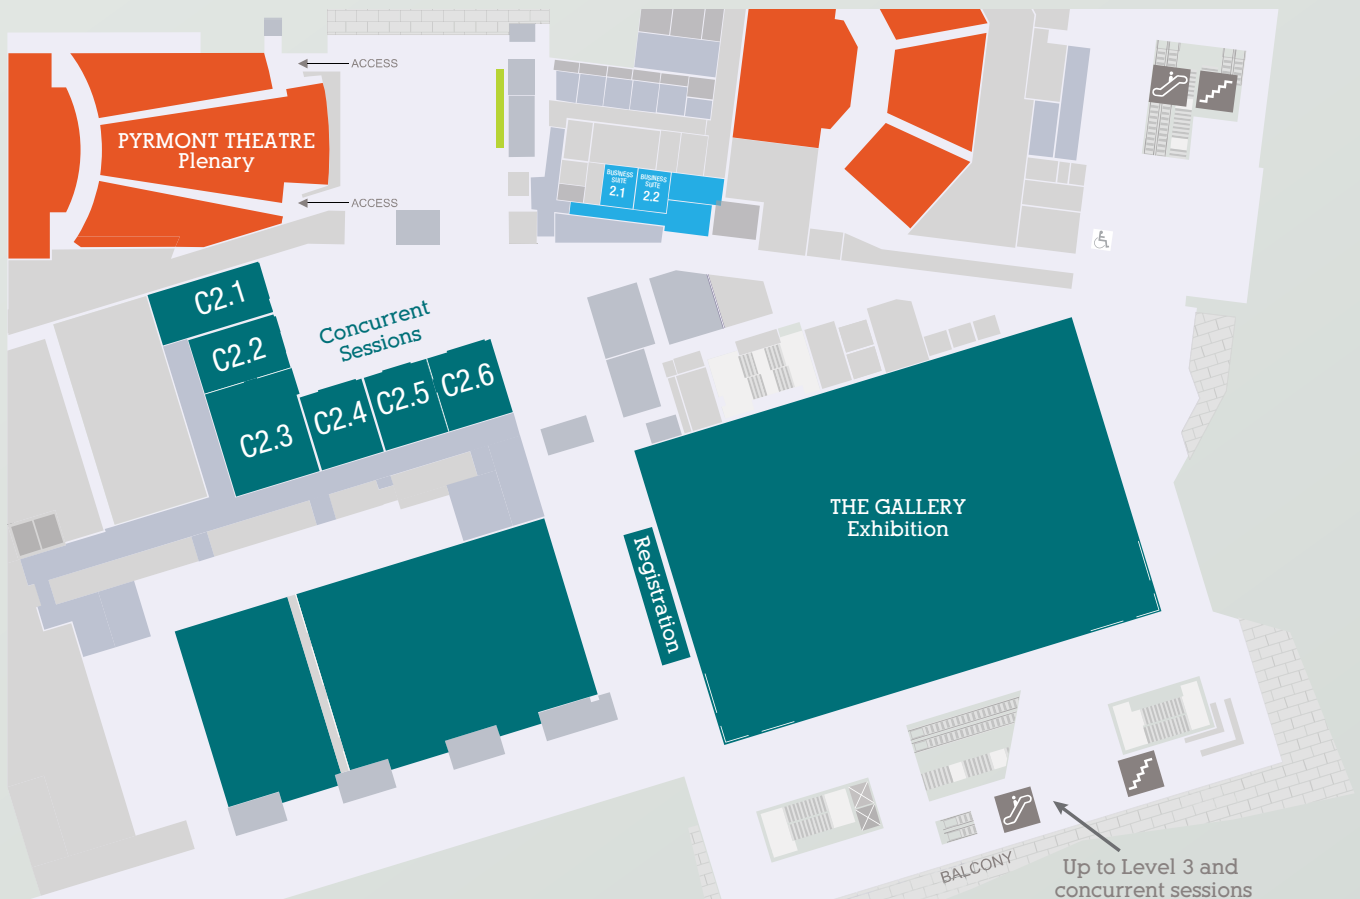 ACCESS
PYRMONT THEATRE
Plenary
BUSINESS
SUITE
2.1
BUSINESS
SUITE
2.2
ACCESS
C2.1
C2.2
C2.3
C2.4
C2.5
C2.6
Concurrent
Sessions
THE GALLERY
Exhibition
Registration
BALCONY
Up to Level 3 and
concurrent sessions